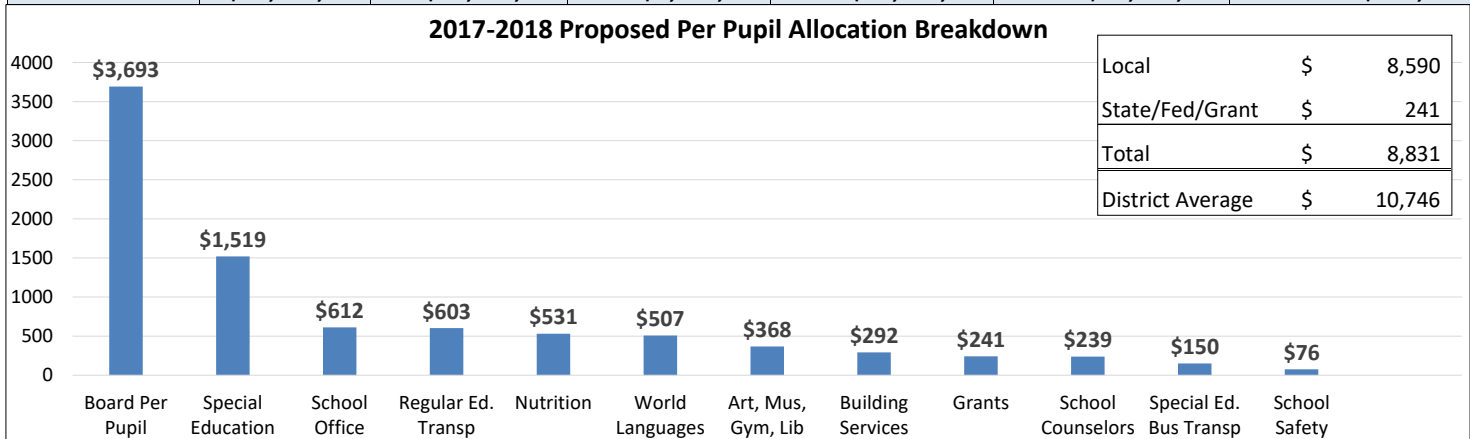 2017-2018 Proposed Per Pupil Allocation Breakdown
Local $ 8,590
State/Fed/Grant $ 241
Total $ 8,831
District Average $ 10,746
4000
3500
3000
2500
2000
1500
1000
500
0
$3,693
$1,519
$612
$603
$531
$507
$368
$292
$241
$239
$150
$76
Board Per
Pupil
Special
Education
School
Office
Regular Ed.
Transp
Nutrition
World
Languages
Art, Mus,
Gym, Lib
Building
Services
Grants
School
Counselors
Special Ed.
Bus Transp
School
Safety